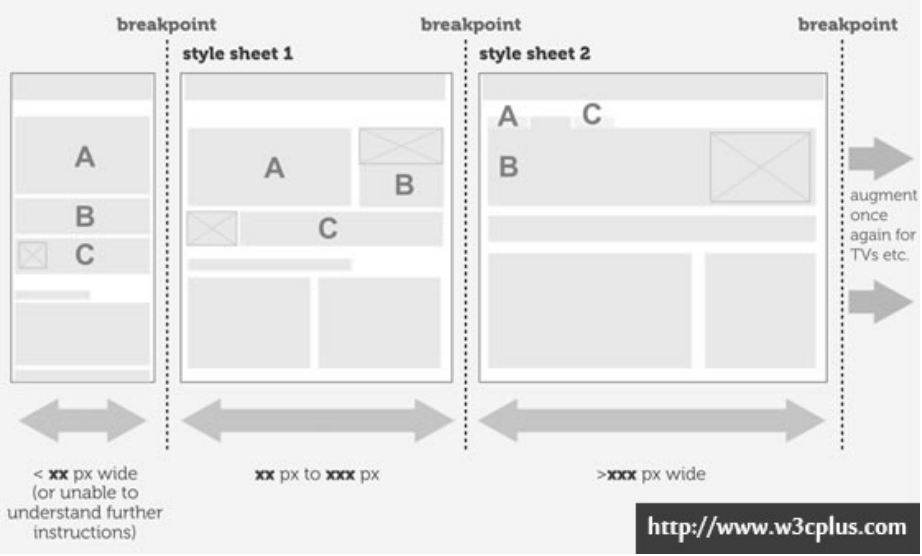 breakpoint
breakpoint
breakpoint
style sheet 1
style sheet 2
A
B
C
A
B
C
A
C
B
augment
once
again for
TVs etc.
< xx px wide
(or unable to
understand further
instructions)
xx px to xxx px
>xxx px wide
http://www.w3cplus.com